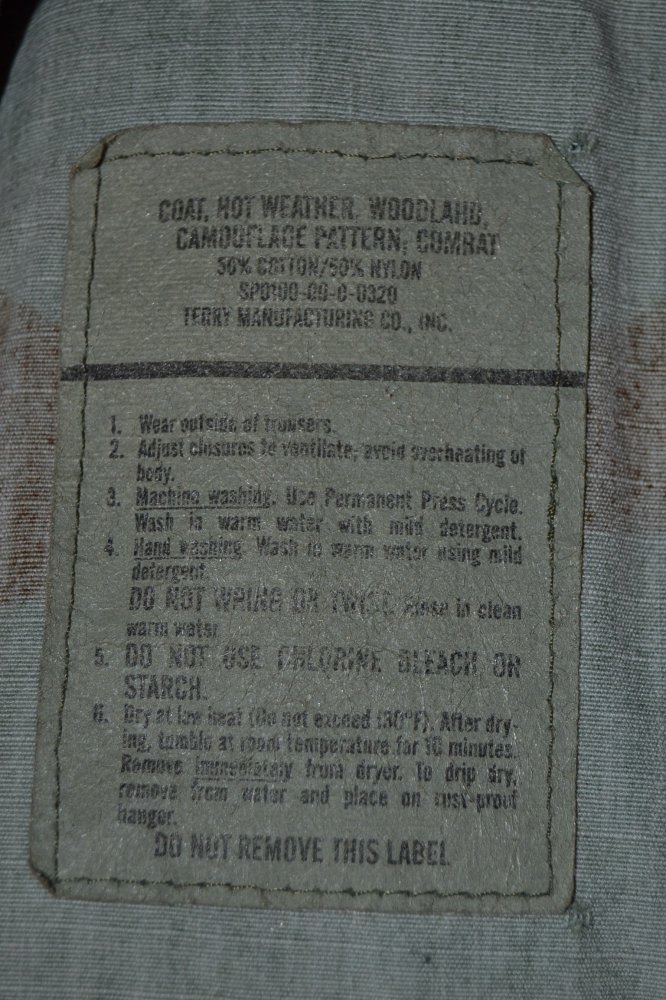 COAT, HOT WEATHER, WOODLAND,
CAMOUFLAGE PATTERN: COMBAT
50% COTTON/50% NYLON
SP0100-00-C-0320
TERRY MANUFACTURING CO., INC.
1. Wear outside of trousers.
2. Adjust closures to ventilate, avoid overheating of
body.
3. Machine washing. Use Permanent Press Cycle.
Wash in warm water with mild detergent.
4. Hand washing. Wash in warm water using mild
detergent.
DO NOT WRING OR TWIST. Rinse in clean
warm water
5. DO NOT USE CHLORINE BLEACH OR
STARCH.
6. Dry at low heat (Do not exceed 130°F). After dry-
ing, tumble at room temperature for 10 minutes.
Remove immediately from dryer. To drip dry,
remove from water and place on rust-proof
hanger.
DO NOT REMOVE THIS LABEL